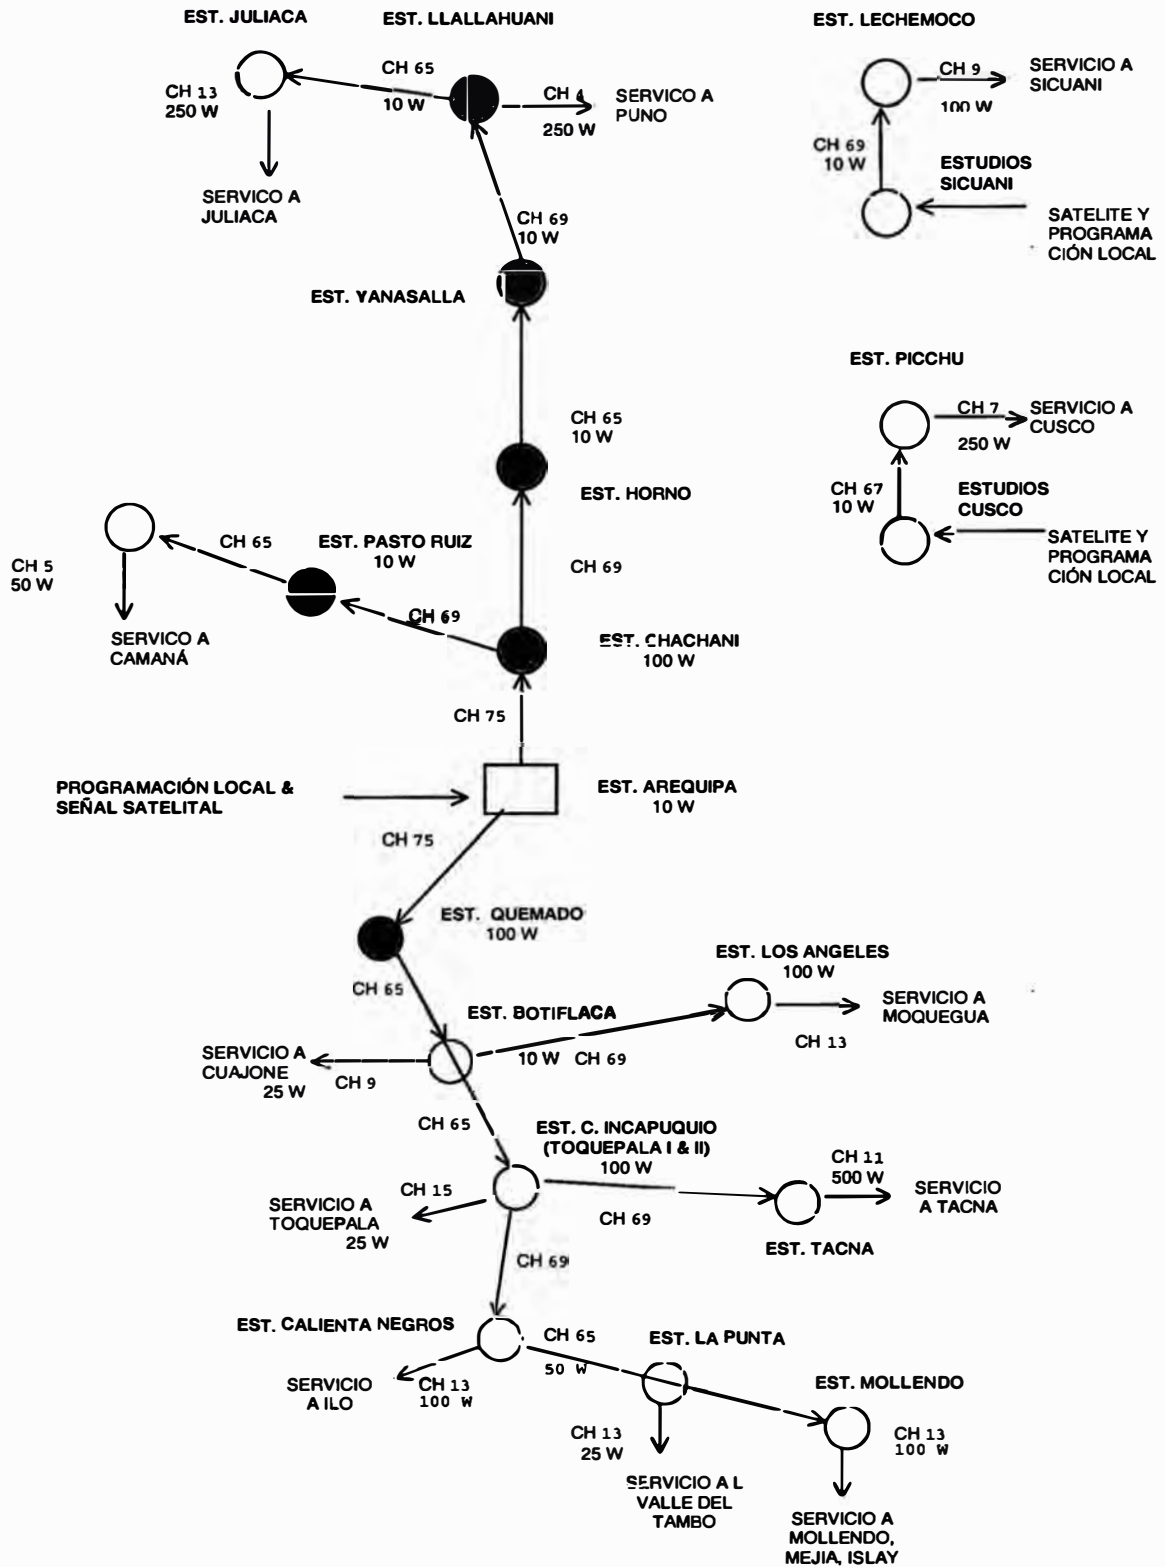 EST. JULIACA
EST. LLALLAHUANI
EST. LECHEMOCO
CH 65
CH 13
250 W
10 W
CH 4
250 W
SERVICO A
PUNO
CH 9
100 W
SERVICIO A
SICUANI
CH 69
10 W
ESTUDIOS
SICUANI
SERVICO A
JULIACA
CH 69
10 W
SATELITE Y
PROGRAMA
CIÓN LOCAL
EST. YANASALLA
EST. PICCHU
CH 7
250 W
SERVICIO A
CUSCO
CH 65
10 W
CH 67
10 W
ESTUDIOS
CUSCO
EST. HORNO
SATELITE Y
PROGRAMA
CIÓN LOCAL
CH 65
EST. PASTO RUIZ
10 W
CH 5
50 W
CH 69
CH 69
SERVICO A
CAMANÁ
EST. CHACHANI
100 W
CH 75
PROGRAMACIÓN LOCAL &
SEÑAL SATELITAL
EST. AREQUIPA
10 W
CH 75
EST. QUEMADO
100 W
EST. LOS ANGELES
100 W
CH 65
EST. BOTIFLACA
SERVICIO A
MOQUEGUA
CH 13
SERVICIO A
CUAJONE
25 W
CH 9
10 W CH 69
CH 65
EST. C. INCAPUQUIO
(TOQUEPALA I & II)
100 W
CH 11
500 W
SERVICIO
A TACNA
CH 15
SERVICIO A
TOQUEPALA
25 W
CH 69
EST. TACNA
CH 69
EST. CALIENTA NEGROS
CH 65
50 W
EST. LA PUNTA
SERVICIO
A ILO
CH 13
100 W
EST. MOLLENDO
CH 13
25 W
CH 13
100 W
SERVICIO A L
VALLE DEL
TAMBO
SERVICIO A
MOLLENDO,
MEJIA, ISLAY